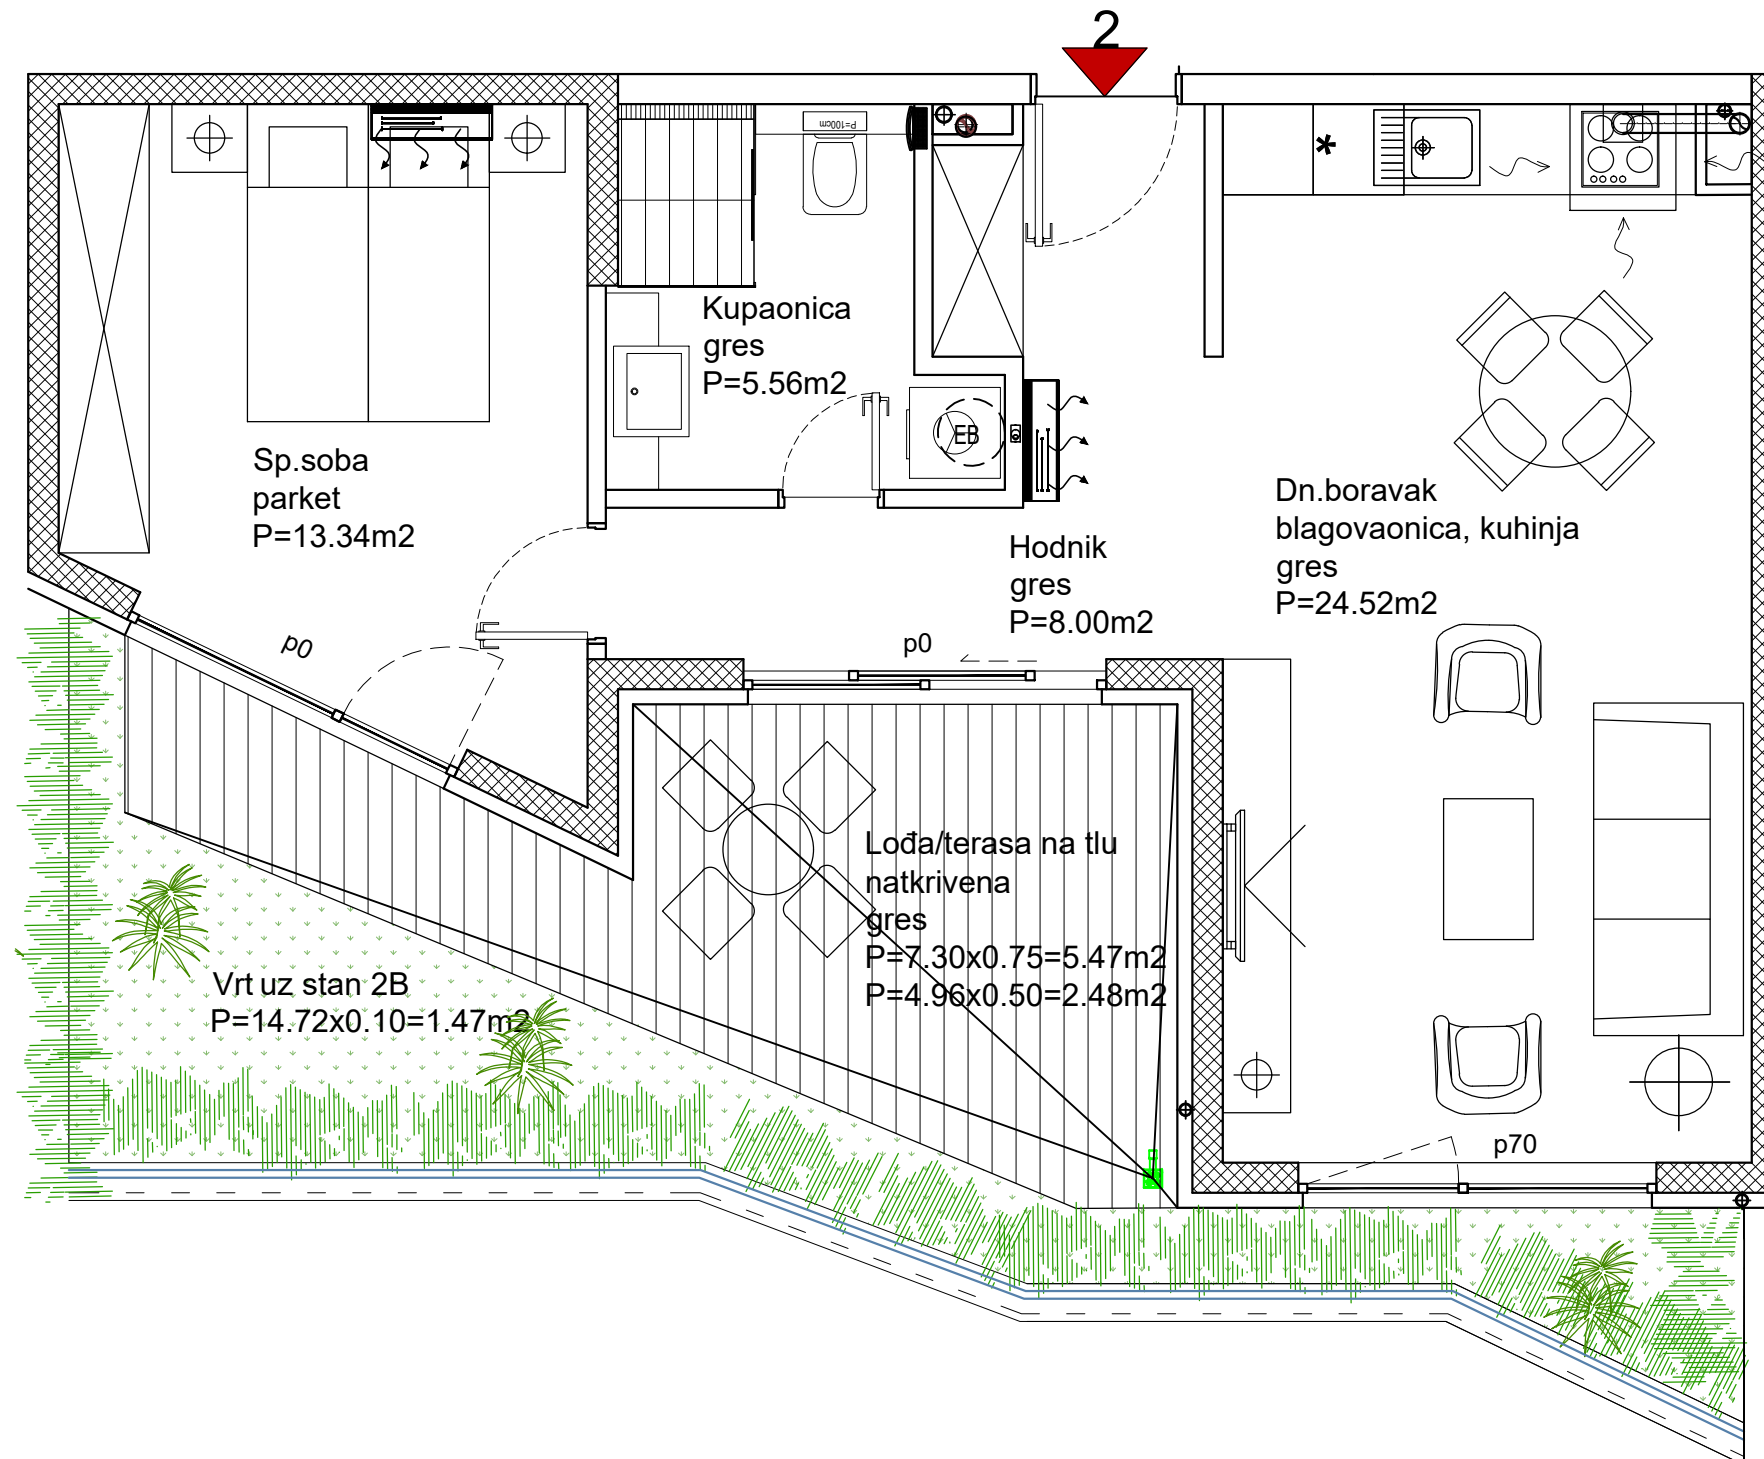 2
P=100cm
*
Kupaonica
gres
P=5.56m2
EB
Sp.soba
parket
P=13.34m2
Dn.boravak
blagovaonica, kuhinja
gres
P=24.52m2
Hodnik
gres
P=8.00m2
p0
p0
Lođa/terasa na tlu
natkrivena
gres
P=7.30x0.75=5.47m2
P=4.96x0.50=2.48m2
Vrt uz stan 2B
P=14.72x0.10=1.47m2
p70